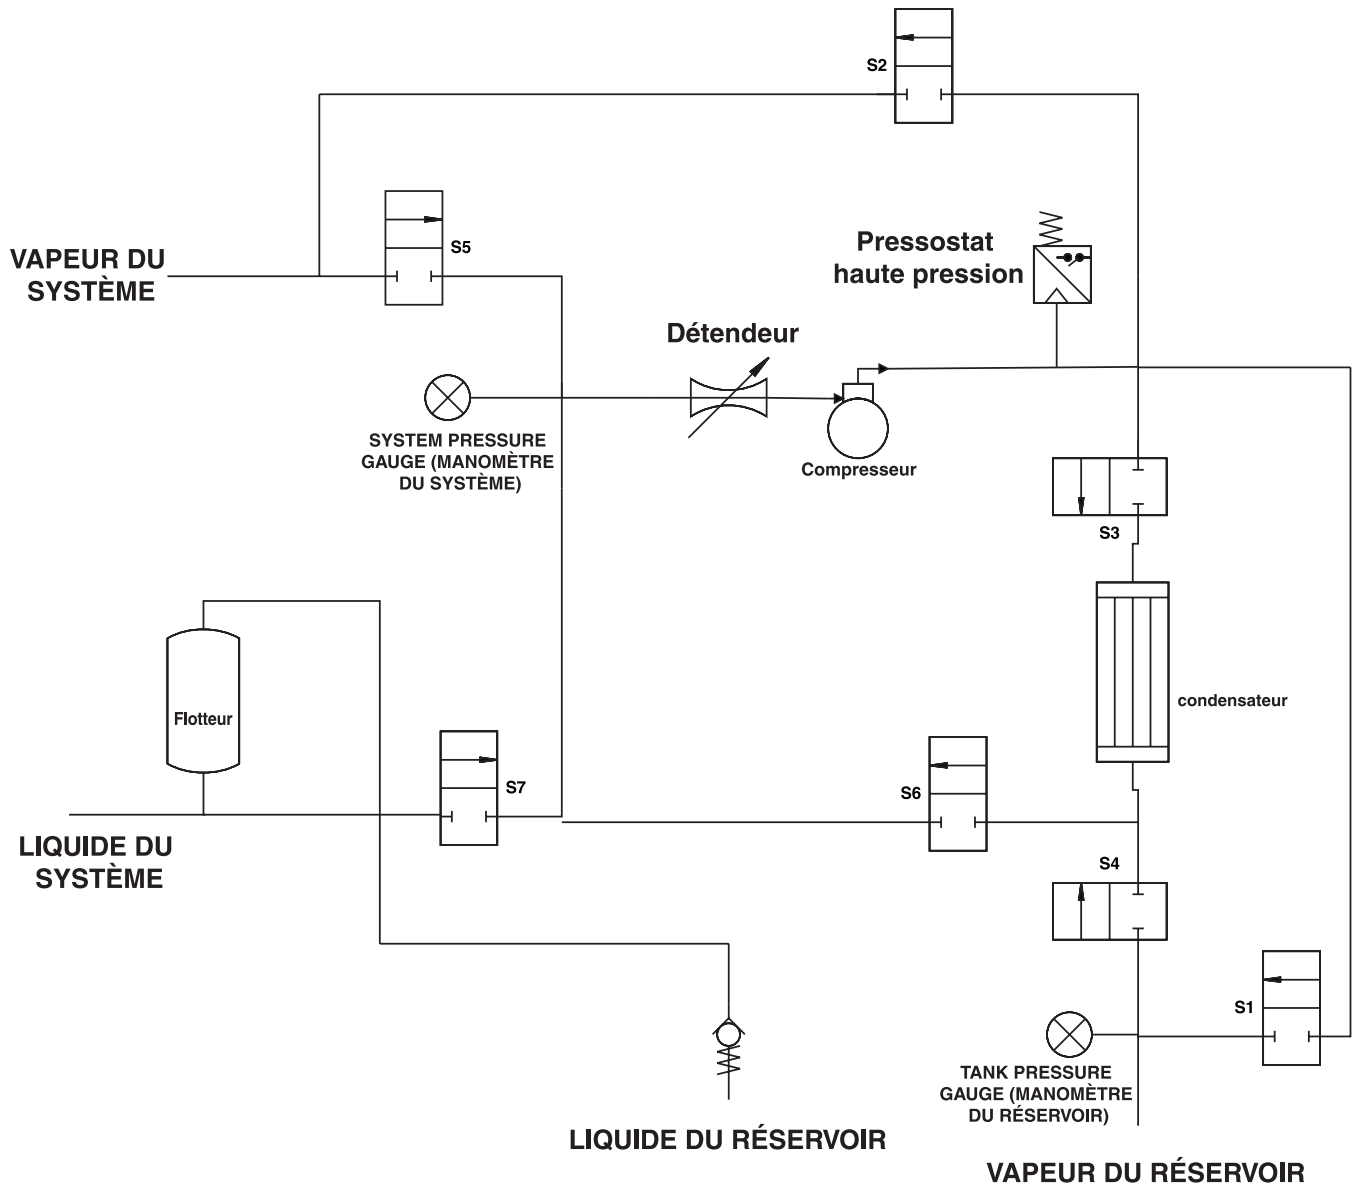 S2
S5
VAPEUR DU
SYSTÈME
Pressostat
haute pression
Détendeur
SYSTEM PRESSURE
GAUGE (MANOMÈTRE
DU SYSTÈME)
Compresseur
S3
Flotteur
condensateur
S7
S6
LIQUIDE DU
SYSTÈME
S4
S1
TANK PRESSURE
GAUGE (MANOMÈTRE
DU RÉSERVOIR)
LIQUIDE DU RÉSERVOIR
VAPEUR DU RÉSERVOIR